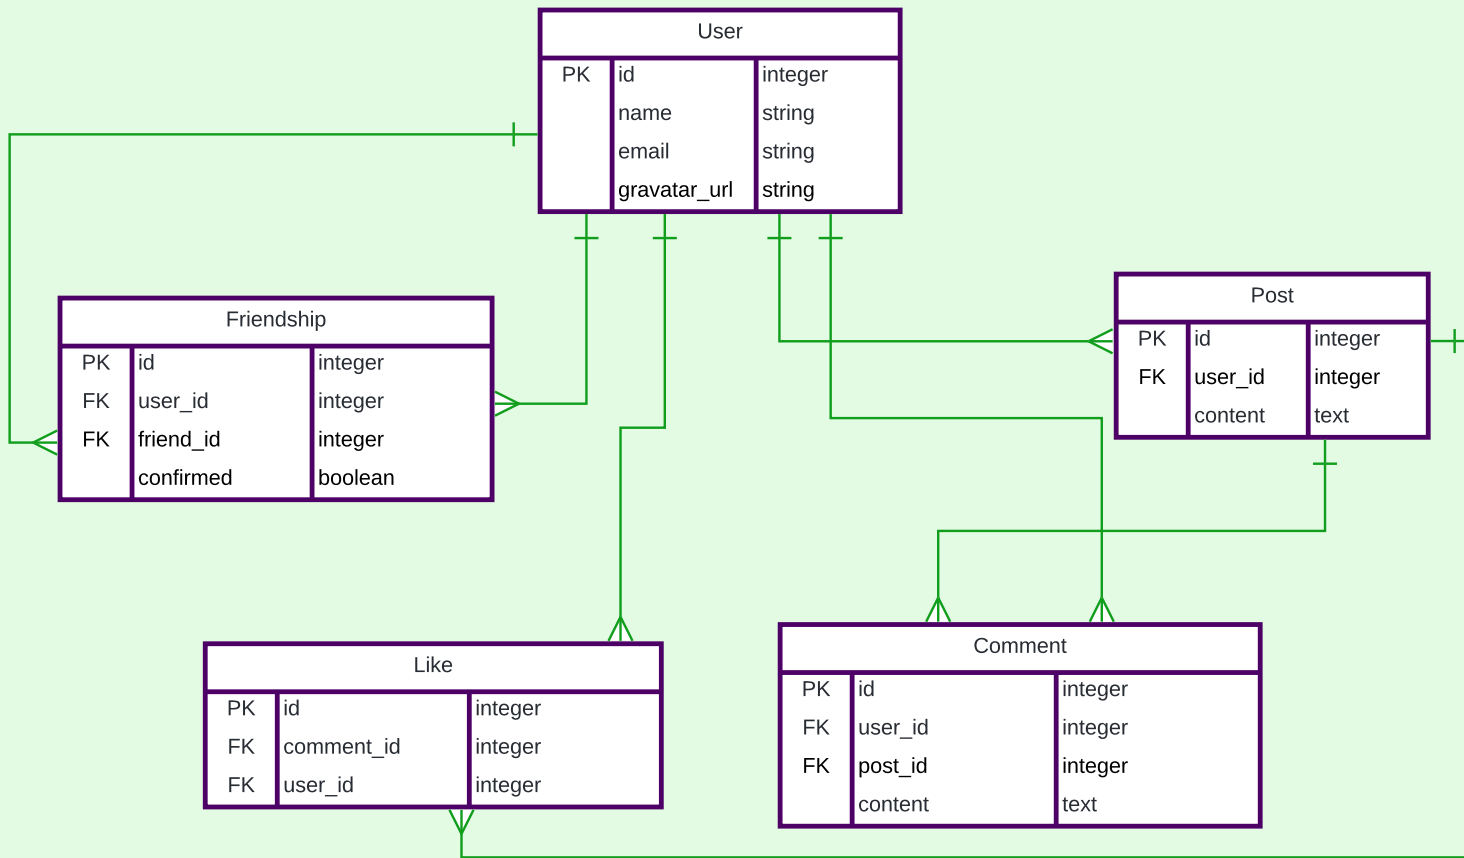 User
PK id integer
name string
email string
gravatar_url string
Friendship
PK id integer
FK user_id integer
FK friend_id integer
confirmed boolean
Post
PK id integer
FK user_id integer
content text
Like
PK id integer
FK comment_id integer
FK user_id integer
Comment
PK id integer
FK user_id integer
FK post_id integer
content text